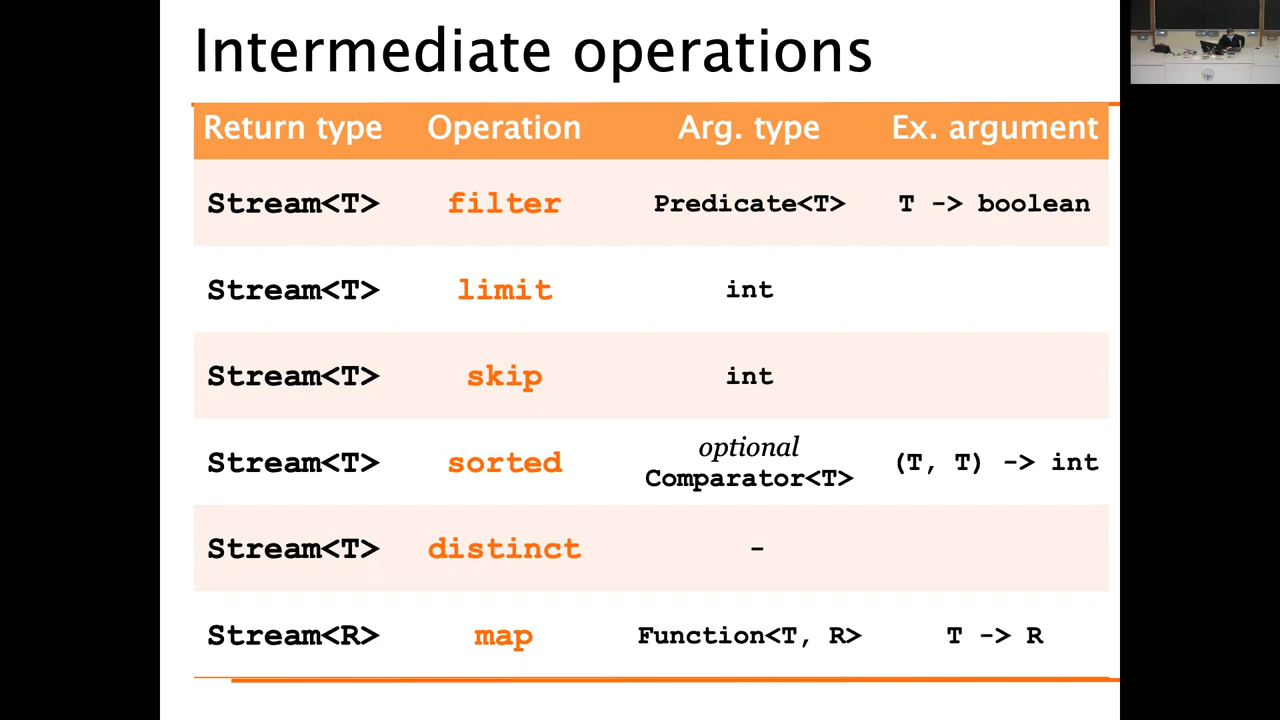 Intermediate operations
Return type Operation Arg. type Ex. argument
Stream<T> filter Predicate<T> T -> boolean
Stream<T> limit int
Stream<T> skip int
Stream<T> sorted optional Comparator<T> (T, T) -> int
Stream<T> distinct -
Stream<R> map Function<T, R> T -> R